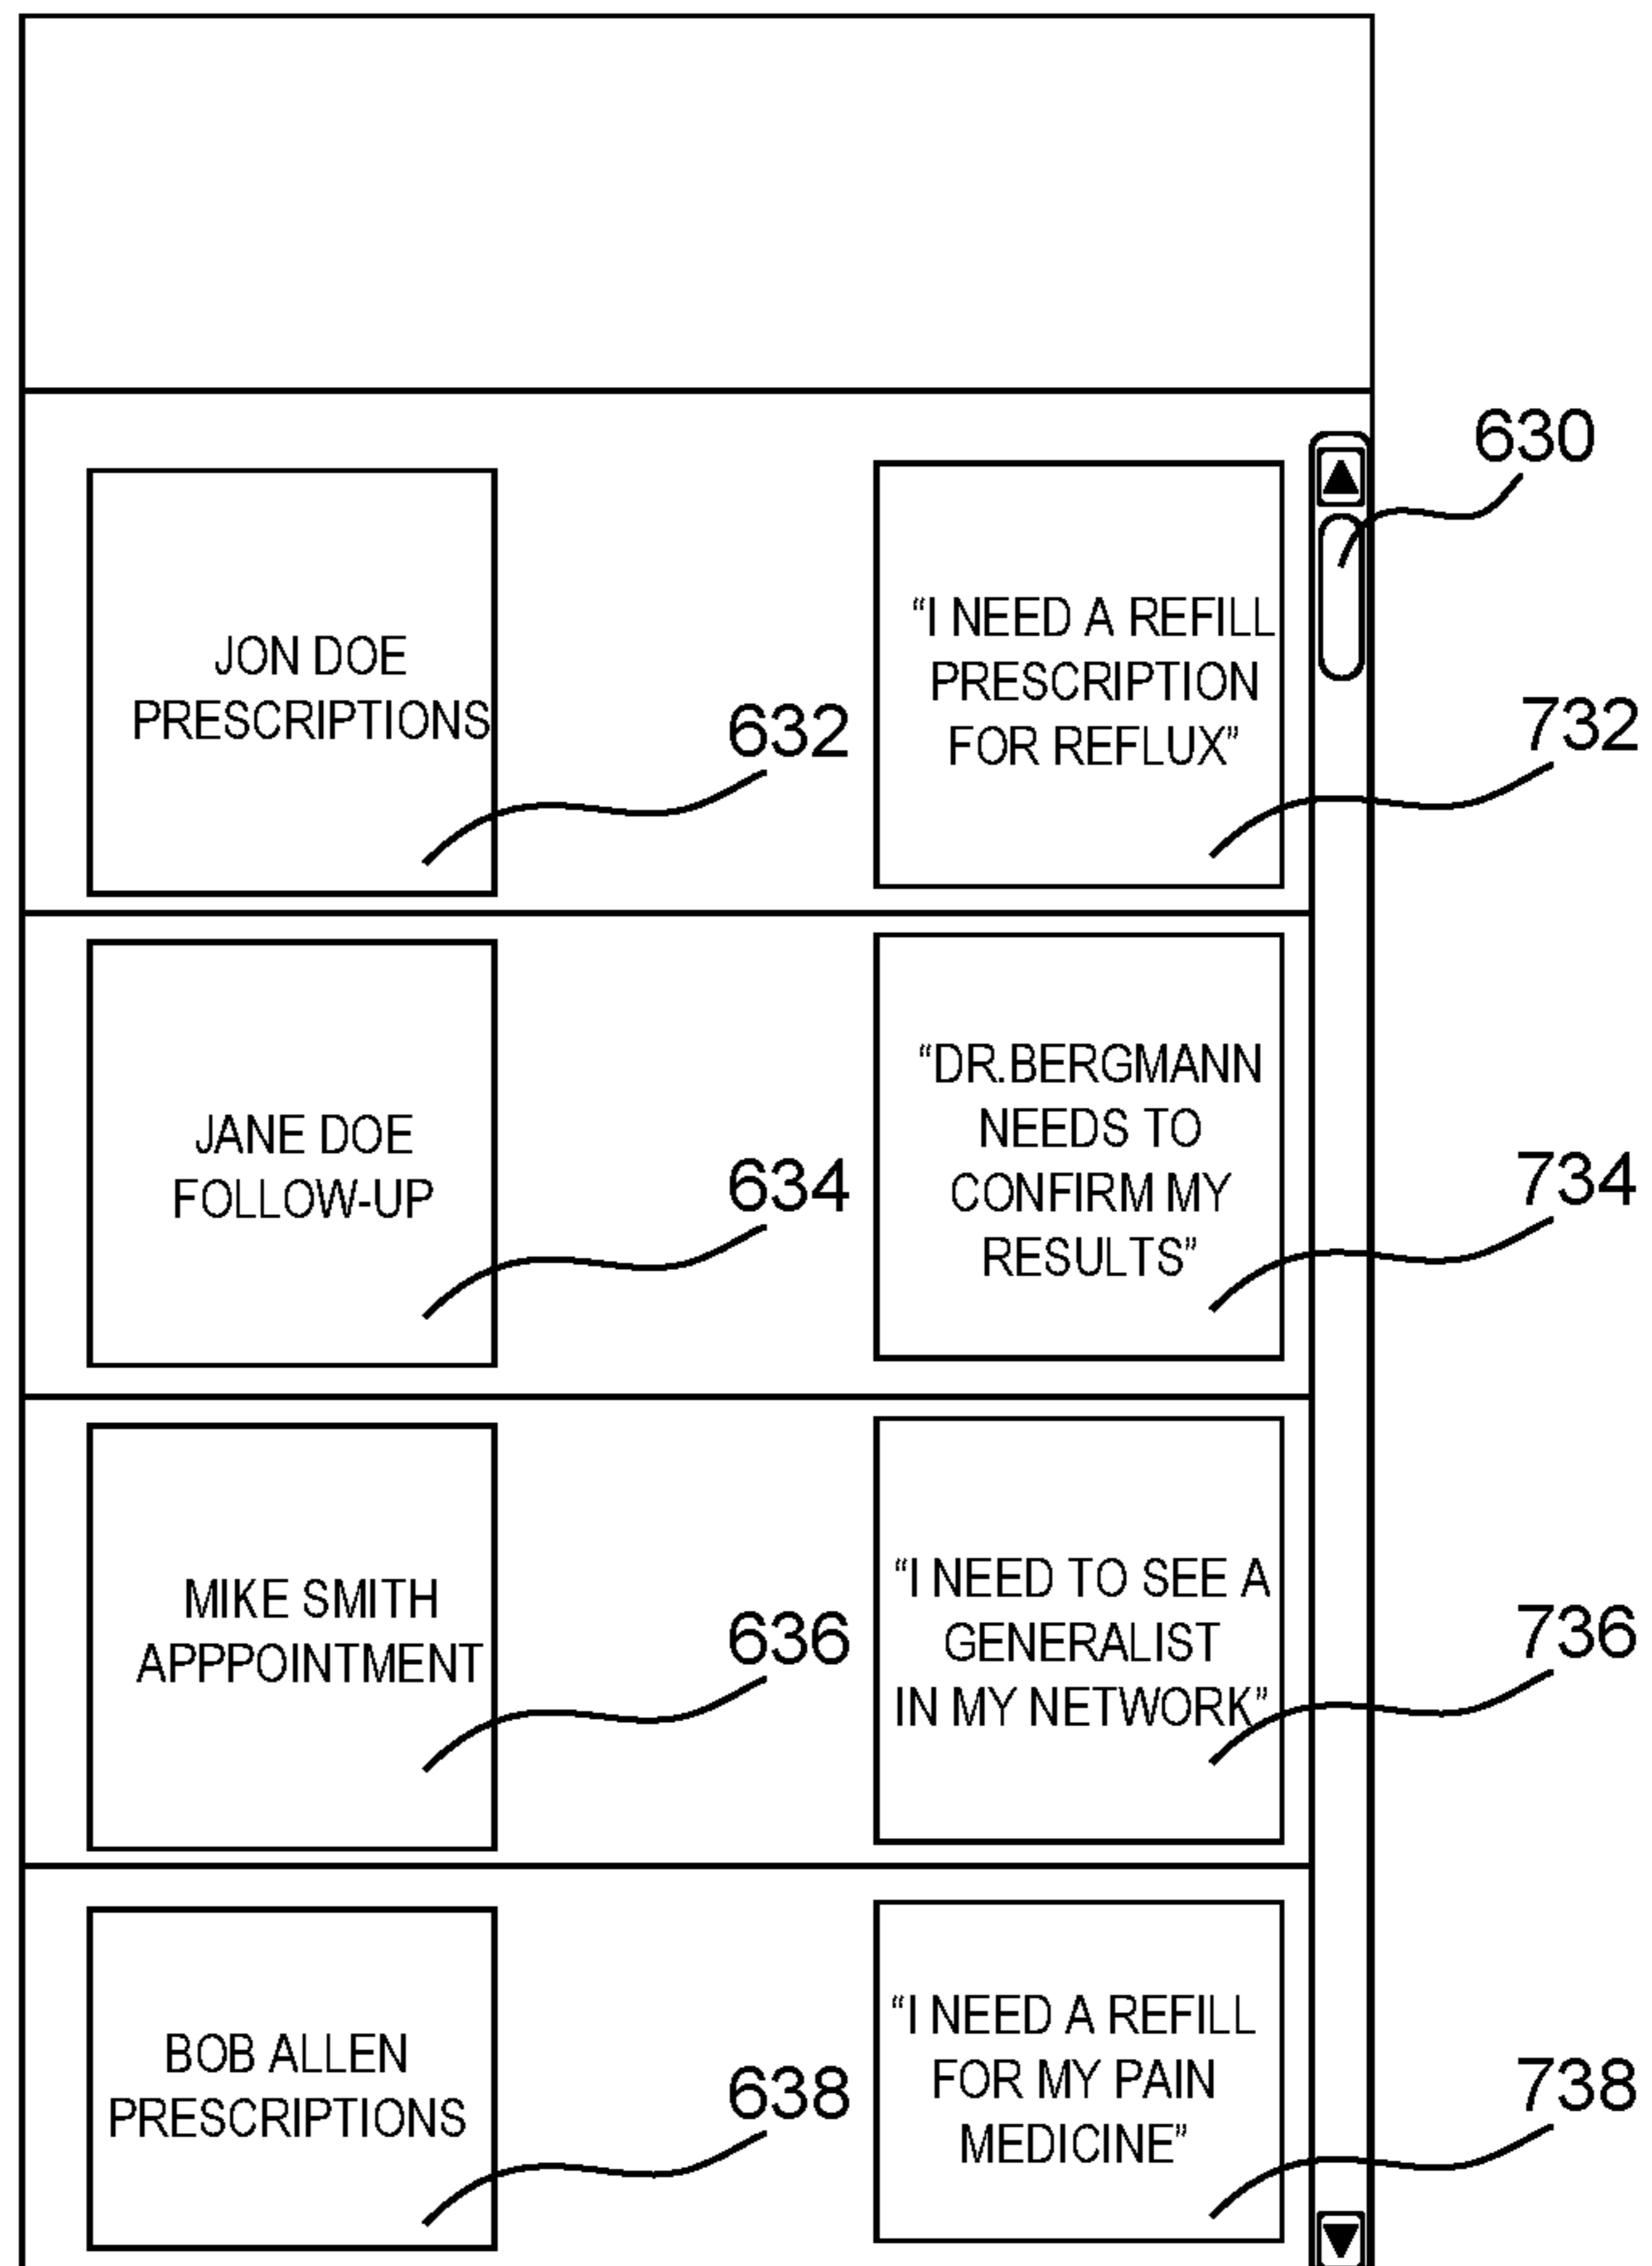 630
JON DOE
PRESCRIPTIONS
632
“I NEED A REFILL
PRESCRIPTION
FOR REFLUX”
732
JANE DOE
FOLLOW-UP
634
“DR.BERGMANN
NEEDS TO
CONFIRM MY
RESULTS”
734
MIKE SMITH
APPPOINTMENT
636
“I NEED TO SEE A
GENERALIST
IN MY NETWORK”
736
BOB ALLEN
PRESCRIPTIONS
638
“I NEED A REFILL
FOR MY PAIN
MEDICINE”
738